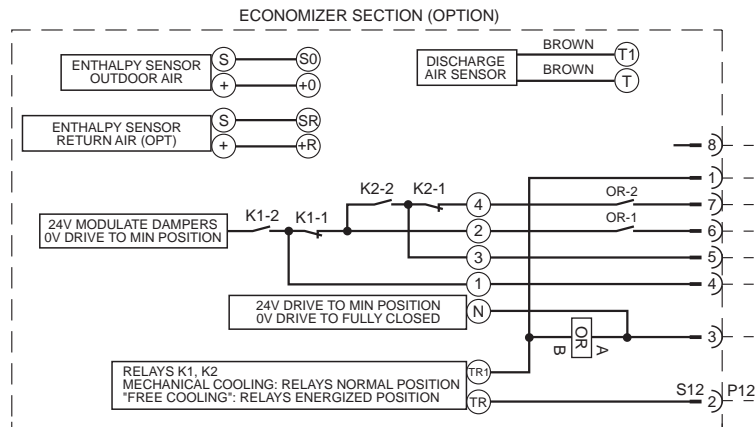 ECONOMIZER SECTION (OPTION)
ENTHALPY SENSOR
OUTDOOR AIR
S
S0
+
+0
DISCHARGE
AIR SENSOR
BROWN
T1
BROWN
T
ENTHALPY SENSOR
RETURN AIR (OPT)
S
SR
+
+R
8
1
K2-2
K2-1
4
OR-2
7
24V MODULATE DAMPERS
0V DRIVE TO MIN POSITION
K1-2
K1-1
2
OR-1
6
3
5
1
4
24V DRIVE TO MIN POSITION
0V DRIVE TO FULLY CLOSED
N
B
OR
A
3
RELAYS K1, K2
MECHANICAL COOLING: RELAYS NORMAL POSITION
"FREE COOLING": RELAYS ENERGIZED POSITION
TR1
TR
S12
2
P12